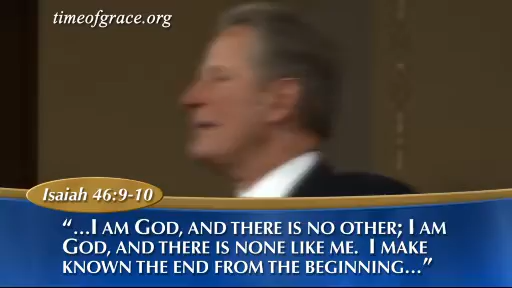 timeofgrace.org
Isaiah 46:9-10
“...I AM GOD, AND THERE IS NO OTHER; I AM
GOD, AND THERE IS NONE LIKE ME.  I MAKE
KNOWN THE END FROM THE BEGINNING...”